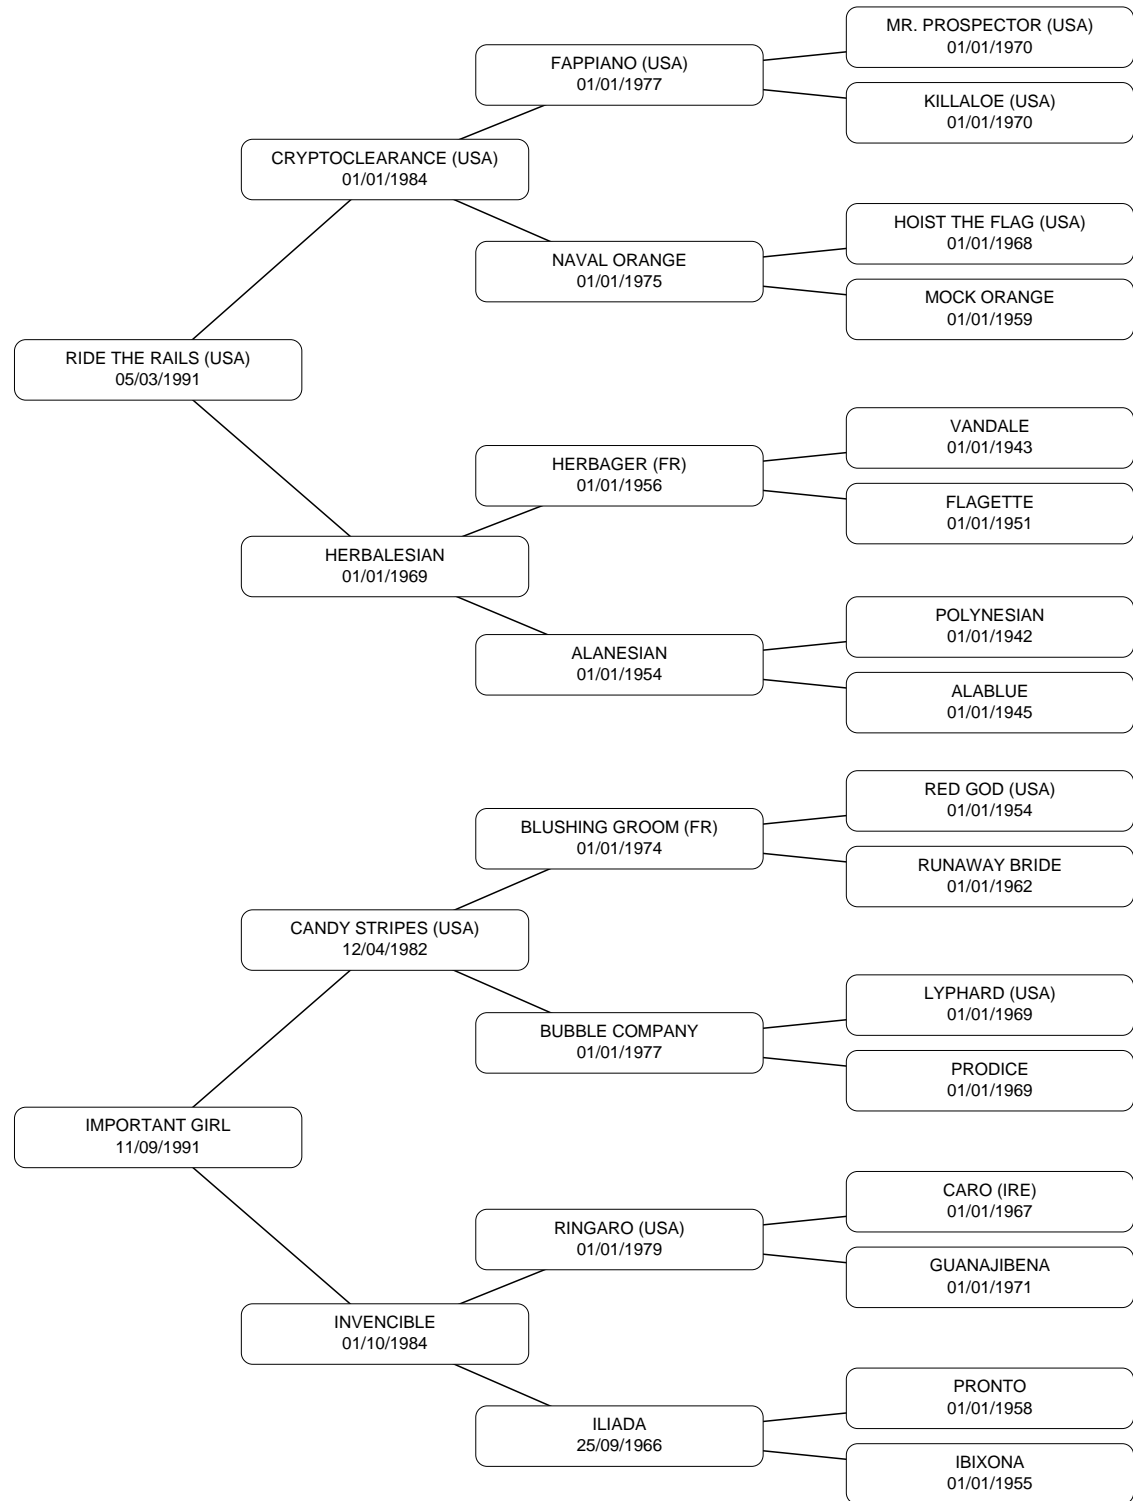 MR. PROSPECTOR (USA)
01/01/1970
FAPPIANO (USA)
01/01/1977
KILLALOE (USA)
01/01/1970
CRYPTOCLEARANCE (USA)
01/01/1984
HOIST THE FLAG (USA)
01/01/1968
NAVAL ORANGE
01/01/1975
MOCK ORANGE
01/01/1959
RIDE THE RAILS (USA)
05/03/1991
VANDALE
01/01/1943
HERBAGER (FR)
01/01/1956
FLAGETTE
01/01/1951
HERBALESIAN
01/01/1969
POLYNESIAN
01/01/1942
ALANESIAN
01/01/1954
ALABLUE
01/01/1945
RED GOD (USA)
01/01/1954
BLUSHING GROOM (FR)
01/01/1974
RUNAWAY BRIDE
01/01/1962
CANDY STRIPES (USA)
12/04/1982
LYPHARD (USA)
01/01/1969
BUBBLE COMPANY
01/01/1977
PRODICE
01/01/1969
IMPORTANT GIRL
11/09/1991
CARO (IRE)
01/01/1967
RINGARO (USA)
01/01/1979
GUANAJIBENA
01/01/1971
INVENCIBLE
01/10/1984
PRONTO
01/01/1958
ILIADA
25/09/1966
IBIXONA
01/01/1955